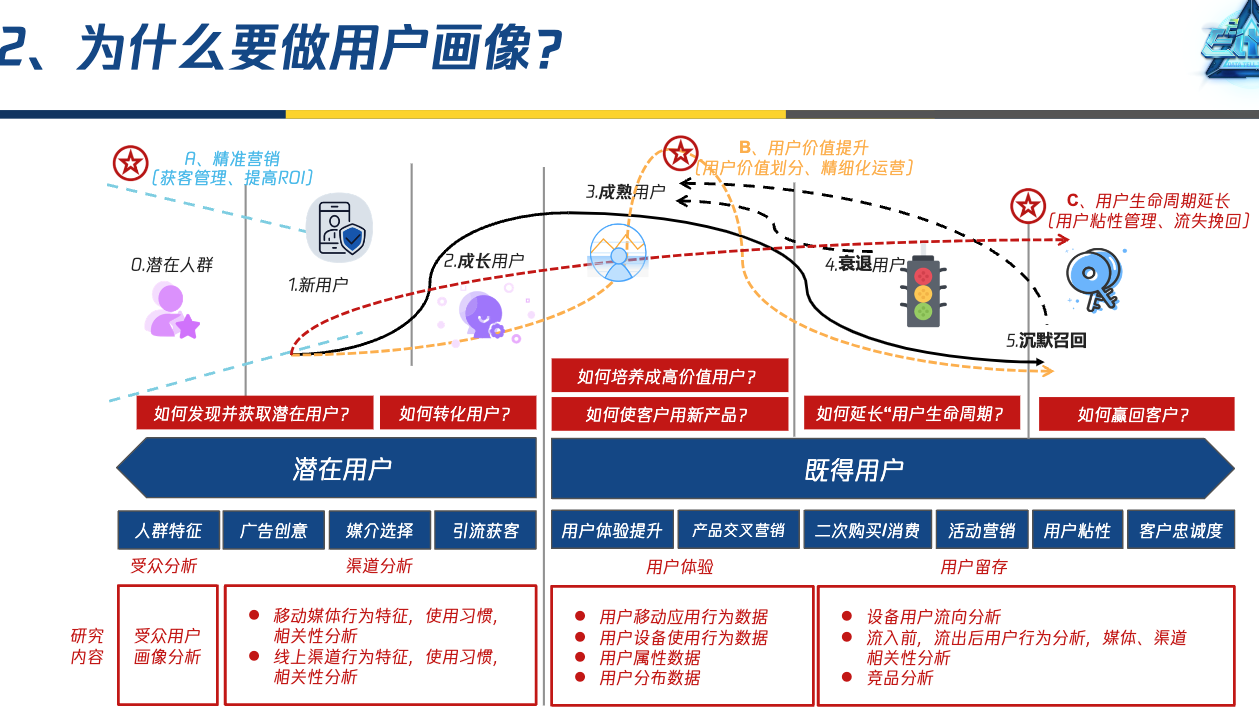 2、为什么要做用户画像？
A、精准营销
（获客管理、提高ROI）
B、用户价值提升
（用户价值划分、精细化运营）
C、用户生命周期延长
（用户粘性管理、流失挽回）
0.潜在人群
1.新用户
2.成长用户
3.成熟用户
4.衰退用户
5.沉默召回
如何发现并获取潜在用户？
如何转化用户？
如何培养成高价值用户？
如何使客户用新产品？
如何延长“用户生命周期？
如何赢回客户？
潜在用户
既得用户
人群特征
广告创意
媒介选择
引流获客
用户体验提升
产品交叉营销
二次购买/消费
活动营销
用户粘性
客户忠诚度
受众分析
渠道分析
用户体验
用户留存
研究
内容
受众用户
画像分析
● 移动媒体行为特征，使用习惯，
相关性分析
● 线上渠道行为特征，使用习惯，
相关性分析
● 用户移动应用行为数据
● 用户设备使用行为数据
● 用户属性数据
● 用户分布数据
● 设备用户流向分析
● 流入前，流出后用户行为分析，媒体、渠道
相关性分析
● 竞品分析